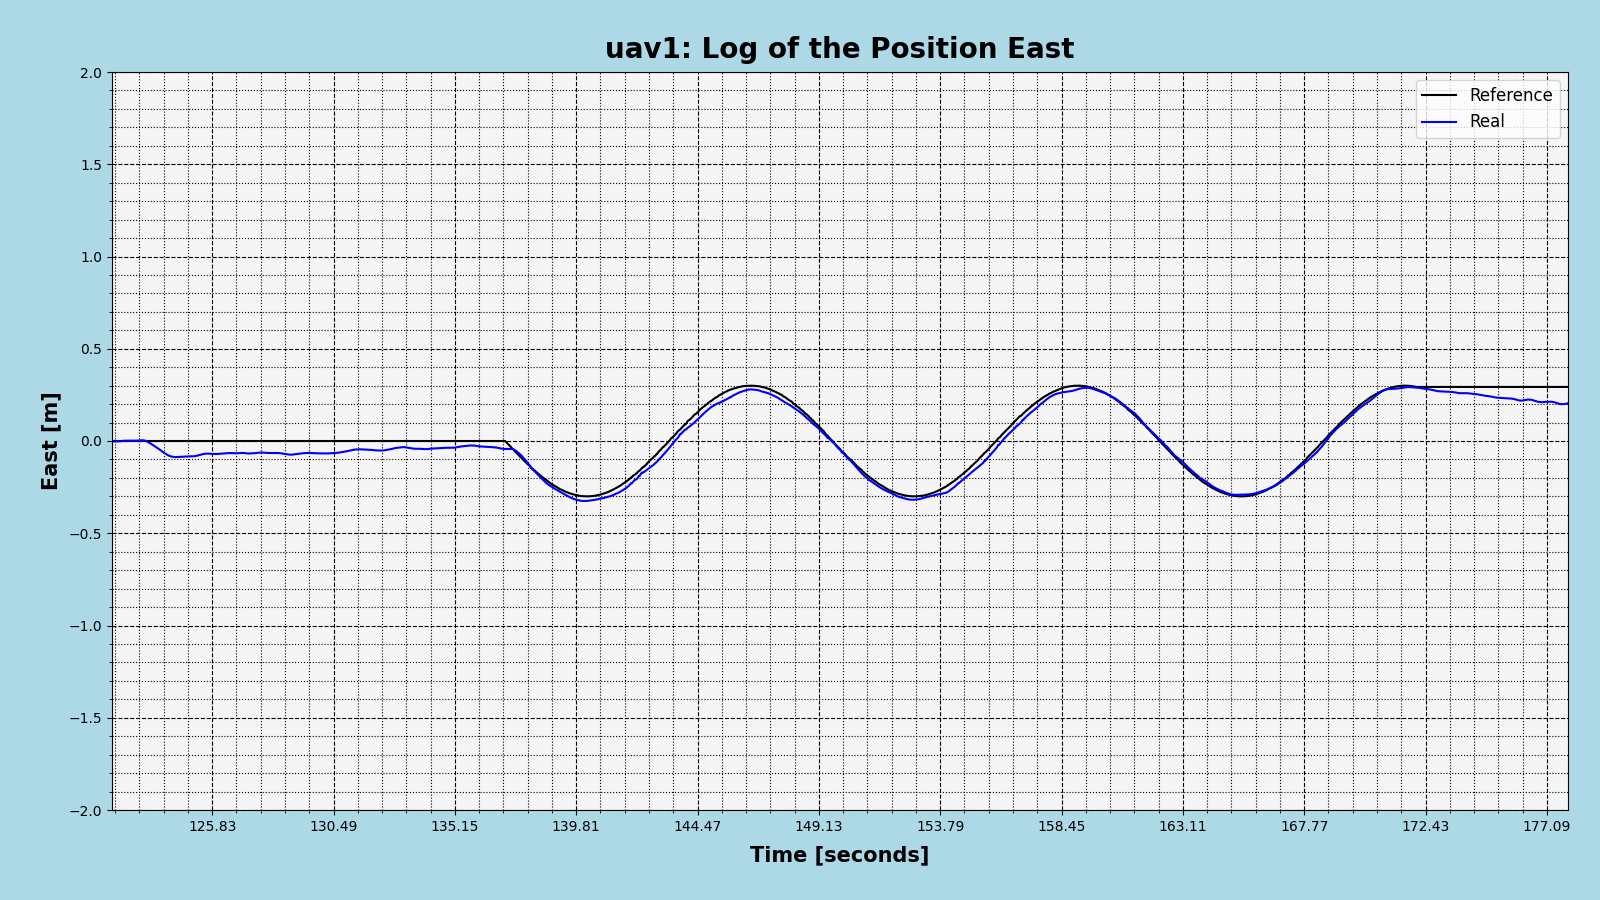 uav1: Log of the Position East
Reference
Real
2.0
1.5
1.0
0.5
0.0
−0.5
−1.0
−1.5
−2.0
East [m]
125.83 130.49 135.15 139.81 144.47 149.13 153.79 158.45 163.11 167.77 172.43 177.09
Time [seconds]